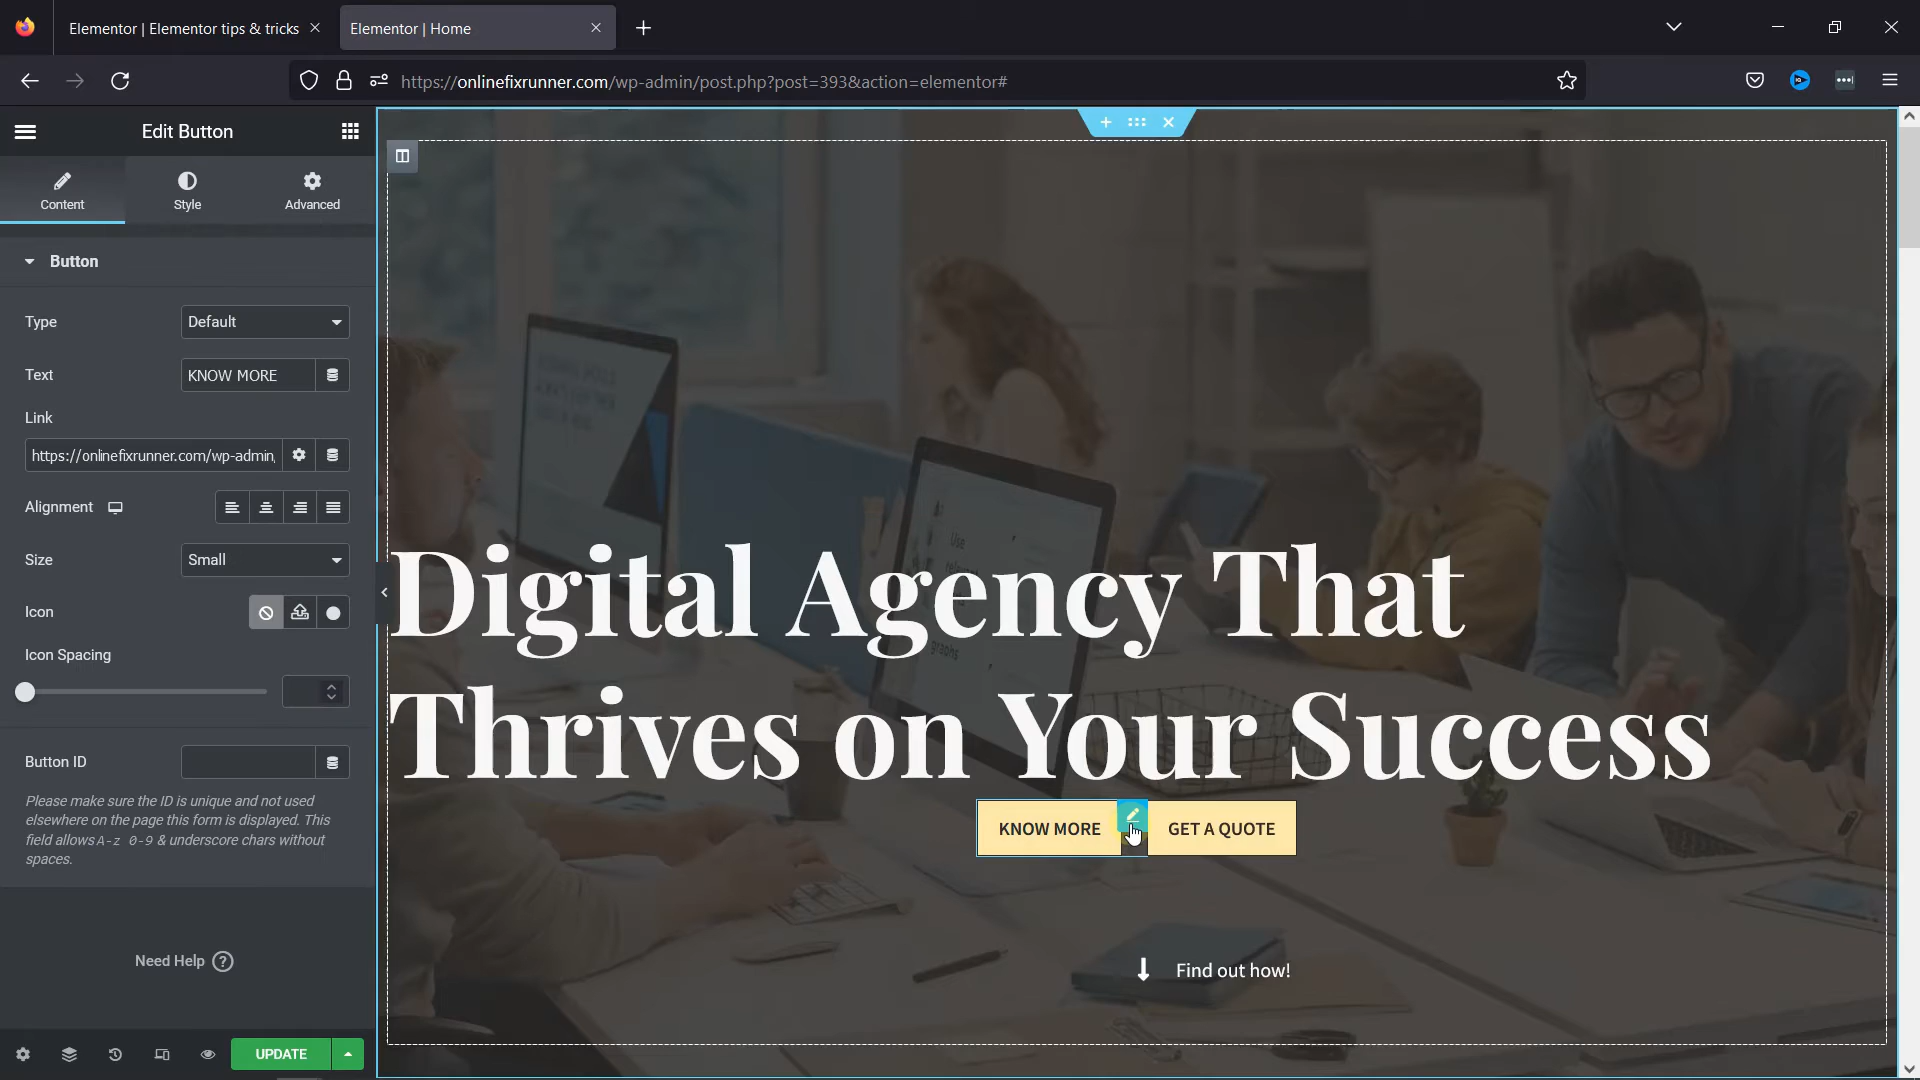 Elementor | Elementor tips & tricks
Elementor | Home
https://onlinefixrunner.com/wp-admin/post.php?post=393&action=elementor#
Edit Button
Content
Style
Advanced
Button
Type
Default
Text
KNOW MORE
Link
https://onlinefixrunner.com/wp-admin,
Alignment
Size
Small
Icon
Icon Spacing
Button ID
Please make sure the ID is unique and not used
elsewhere on the page this form is displayed. This
field allows A-z 0-9 & underscore chars without
spaces.
Need Help
UPDATE
Digital Agency That
Thrives on Your Success
KNOW MORE
GET A QUOTE
Find out how!